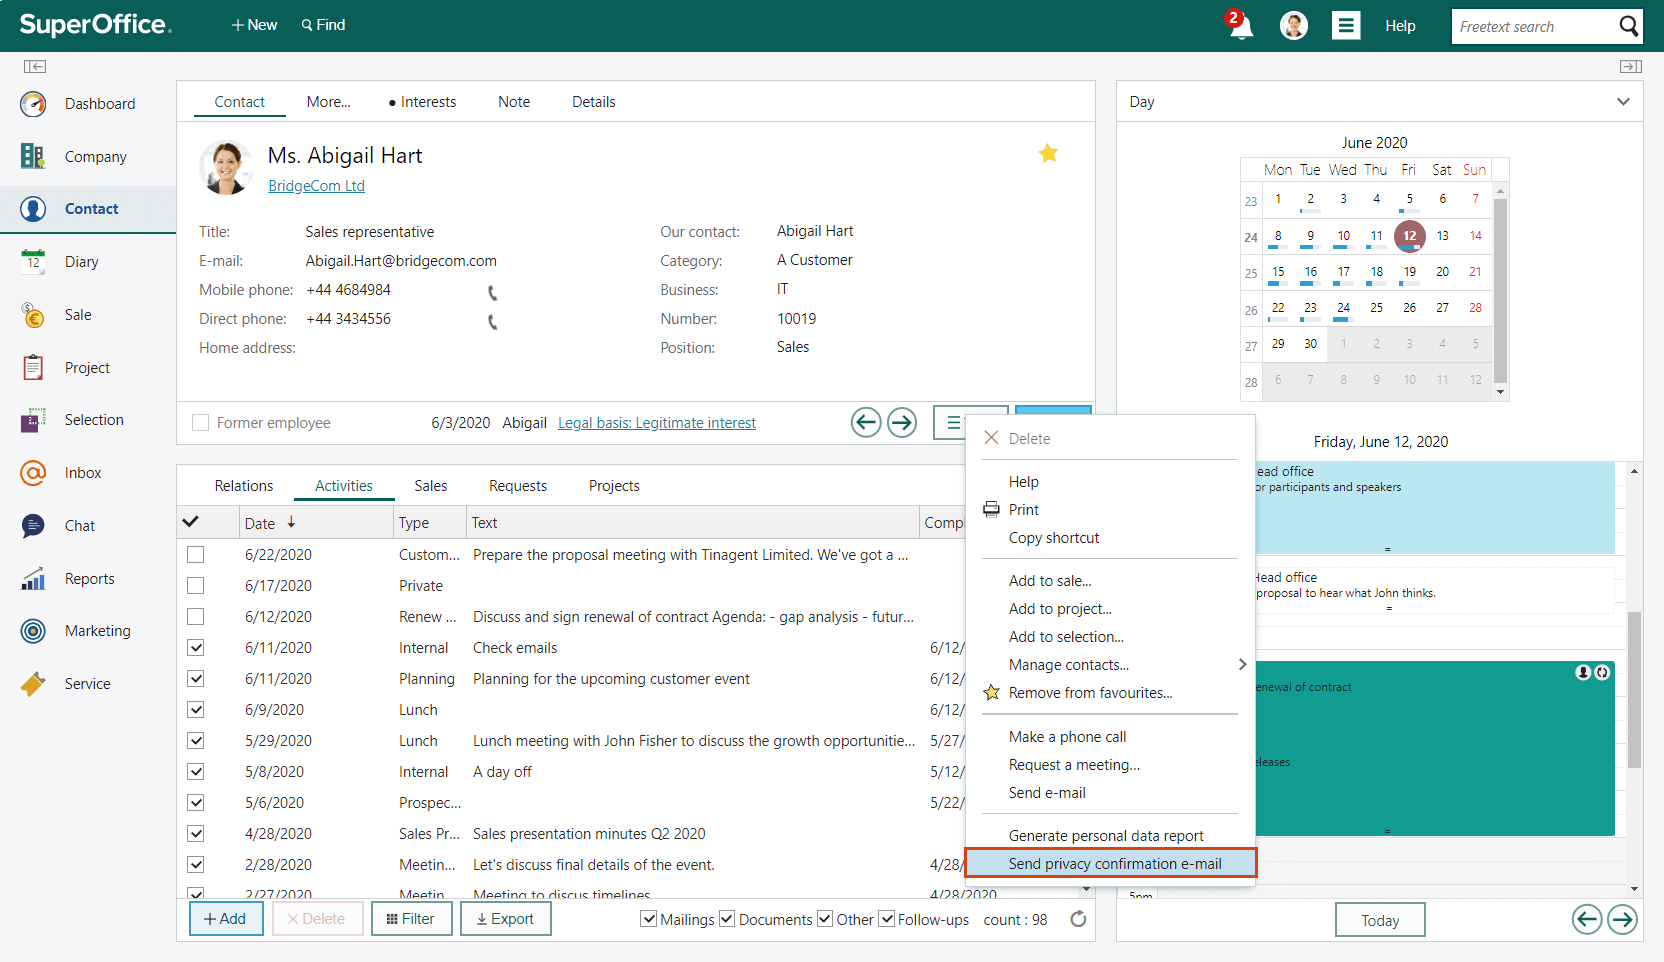 SuperOffice.
+ New
Find
2
Help
Freetext search
Dashboard
Company
Contact
12
Diary
Sale
Project
Selection
Inbox
Chat
Reports
Marketing
Service
Contact
More...
Interests
Note
Details
Ms. Abigail Hart
BridgeCom Ltd
Title: Sales representative
E-mail: Abigail.Hart@bridgecom.com
Mobile phone: +44 4684984
Direct phone: +44 3434556
Home address:
Our contact: Abigail Hart
Category: A Customer
Business: IT
Number: 10019
Position: Sales
Former employee
6/3/2020 Abigail Legal basis: Legitimate interest
Relations
Activities
Sales
Requests
Projects
Date Type Text Compl
6/22/2020 Custom... Prepare the proposal meeting with Tinagent Limited. We've got a ...
6/17/2020 Private
6/12/2020 Renew ... Discuss and sign renewal of contract Agenda: - gap analysis - futur...
6/11/2020 Internal Check emails 6/12/
6/11/2020 Planning Planning for the upcoming customer event 6/12/
6/9/2020 Lunch 6/12/
5/29/2020 Lunch Lunch meeting with John Fisher to discuss the growth opportunitie... 5/27/
5/8/2020 Internal A day off 5/12/
5/6/2020 Prospec... 5/22/
4/28/2020 Sales Pr... Sales presentation minutes Q2 2020
2/28/2020 Meetin... Let's discuss final details of the event. 4/28/
2/27/2020 Meetin Meeting to discus timelines 4/28/2020
+ Add
Delete
Filter
Export
Mailings
Documents
Other
Follow-ups
count : 98
Delete
Help
Print
Copy shortcut
Add to sale...
Add to project...
Add to selection...
Manage contacts...
Remove from favourites...
Make a phone call
Request a meeting...
Send e-mail
Generate personal data report
Send privacy confirmation e-mail
Day
June 2020
Mon Tue Wed Thu Fri Sat Sun
23 1 2 3 4 5 6 7
24 8 9 10 11 12 13 14
25 15 16 17 18 19 20 21
26 22 23 24 25 26 27 28
27 29 30 1 2 3 4 5
28 6 7 8 9 10 11 12
Friday, June 12, 2020
ead office
or participants and speakers
Head office
proposal to hear what John thinks.
enewal of contract
eleases
5pm
Today